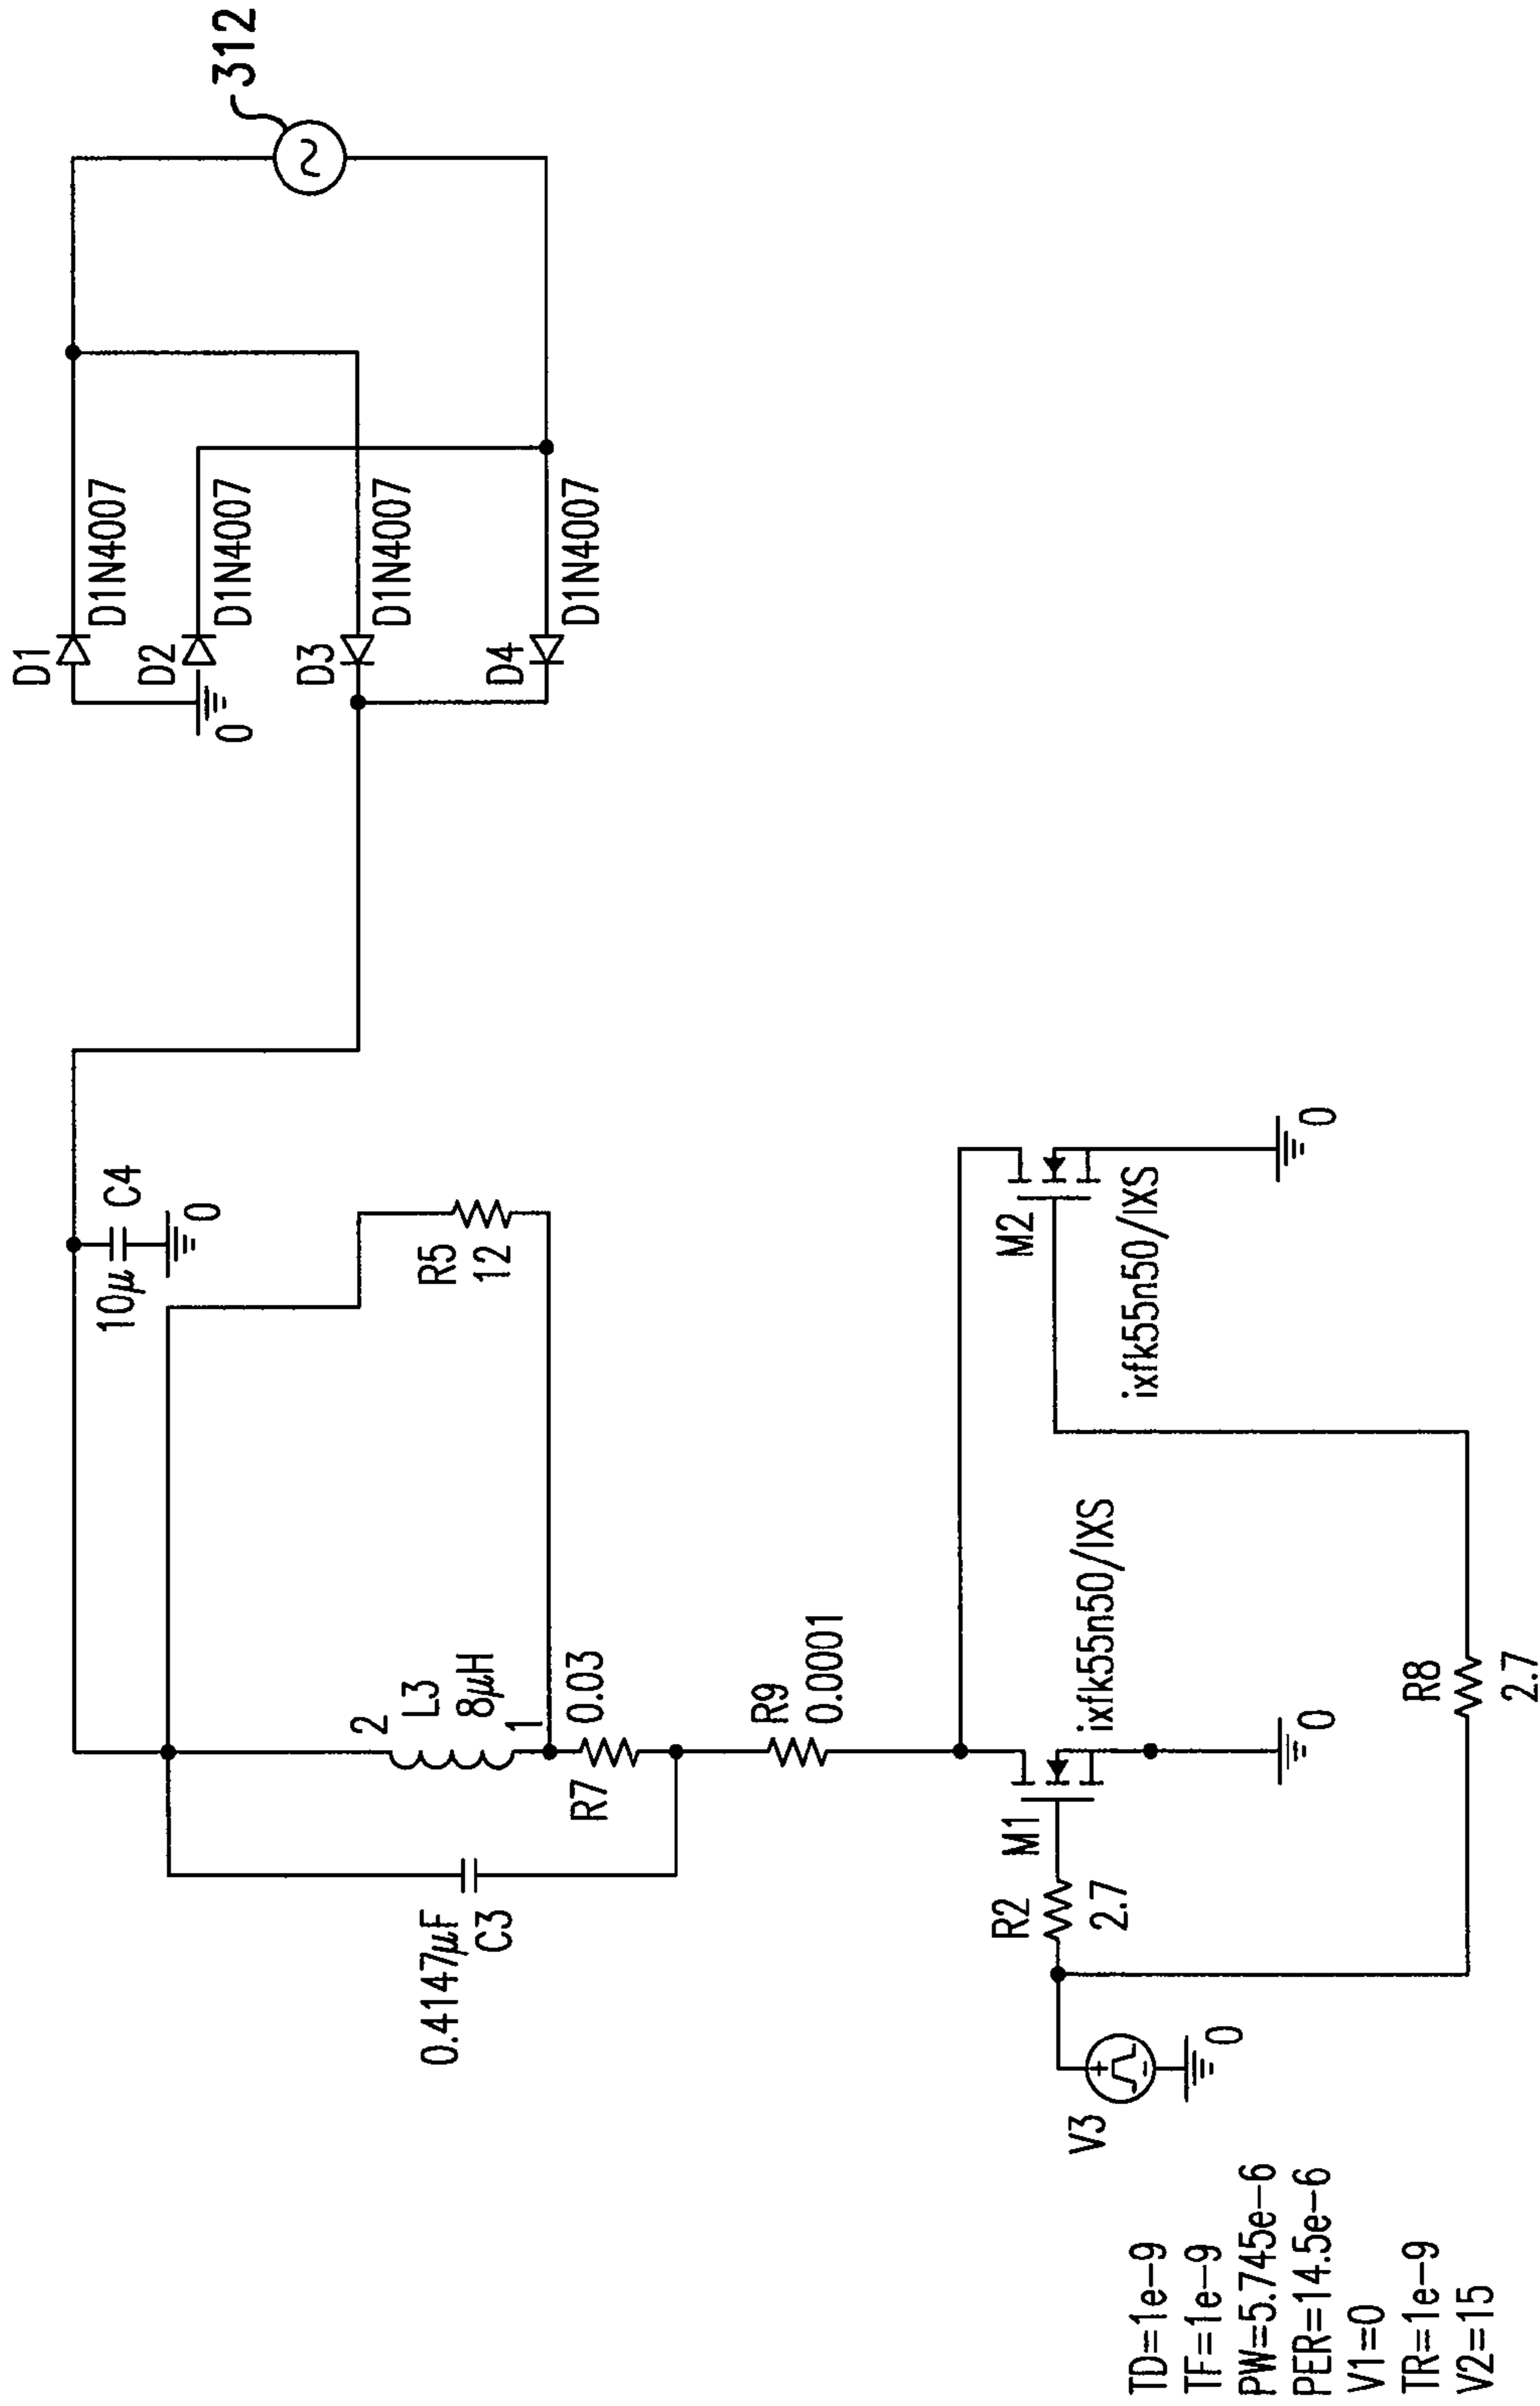 312
D1
D1N4007
D2
D1N4007
0
D3
D1N4007
D4
D1N4007
C4
10µ
0
R5
12
2
L3
8µH
1
0.03
R7
0.4147µF
C3
R9
0.0001
M2
ixfk55n50/IXS
0
M1
ixfk55n50/IXS
0
R2
2.7
R8
2.7
V3
0
TD=1e-9
TF=1e-9
PW=5.745e-6
PER=14.5e-6
V1=0
TR=1e-9
V2=15